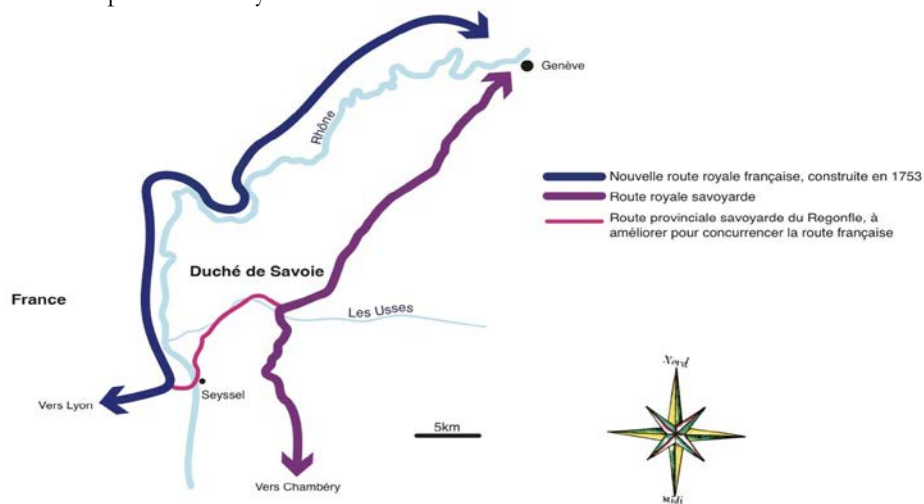 Genève
Rhône
Nouvelle route royale française, construite en 1753
Route royale savoyarde
Route provinciale savoyarde du Regonfle, à
améliorer pour concurrencer la route française
Duché de Savoie
France
Les Usses
Seyssel
Vers Lyon
5km
Nord
Midi
Vers Chambéry